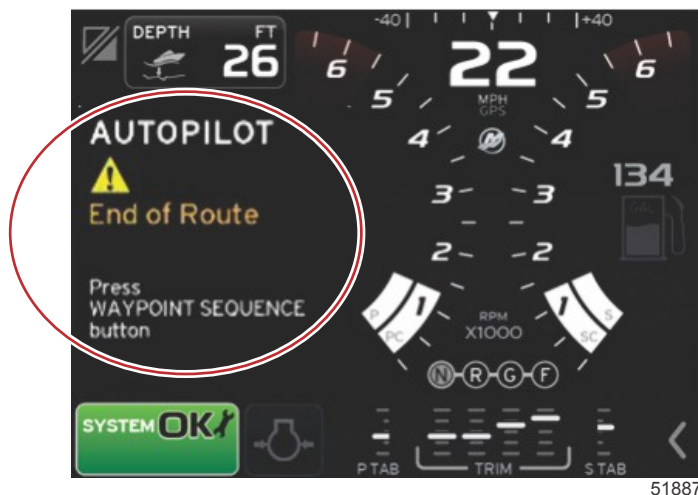 -40 +40
DEPTH FT
26
22
MPH
GPS
6 6
5 5
AUTOPILOT
4 4
134
GAL
3 3
End of Route
2 2
Press
WAYPOINT SEQUENCE
button
1 1
P S
PC SC
RPM
X1000
N R G F
SYSTEM OK
P TAB TRIM S TAB
51887